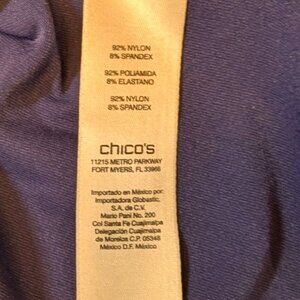 92% NYLON
8% SPANDEX
92% POLIAMIDA
8% ELASTANO
92% NYLON
8% SPANDEX
chico's
11215 METRO PARKWAY
FORT MYERS, FL 33966
Importado en México por:
Importadora Globastic,
S.A. de C.V.
Mario Pani No. 200
Col Santa Fe Cuajimalpa
Delegación Cuajimalpa
de Morelos C.P. 05348
México D.F. México